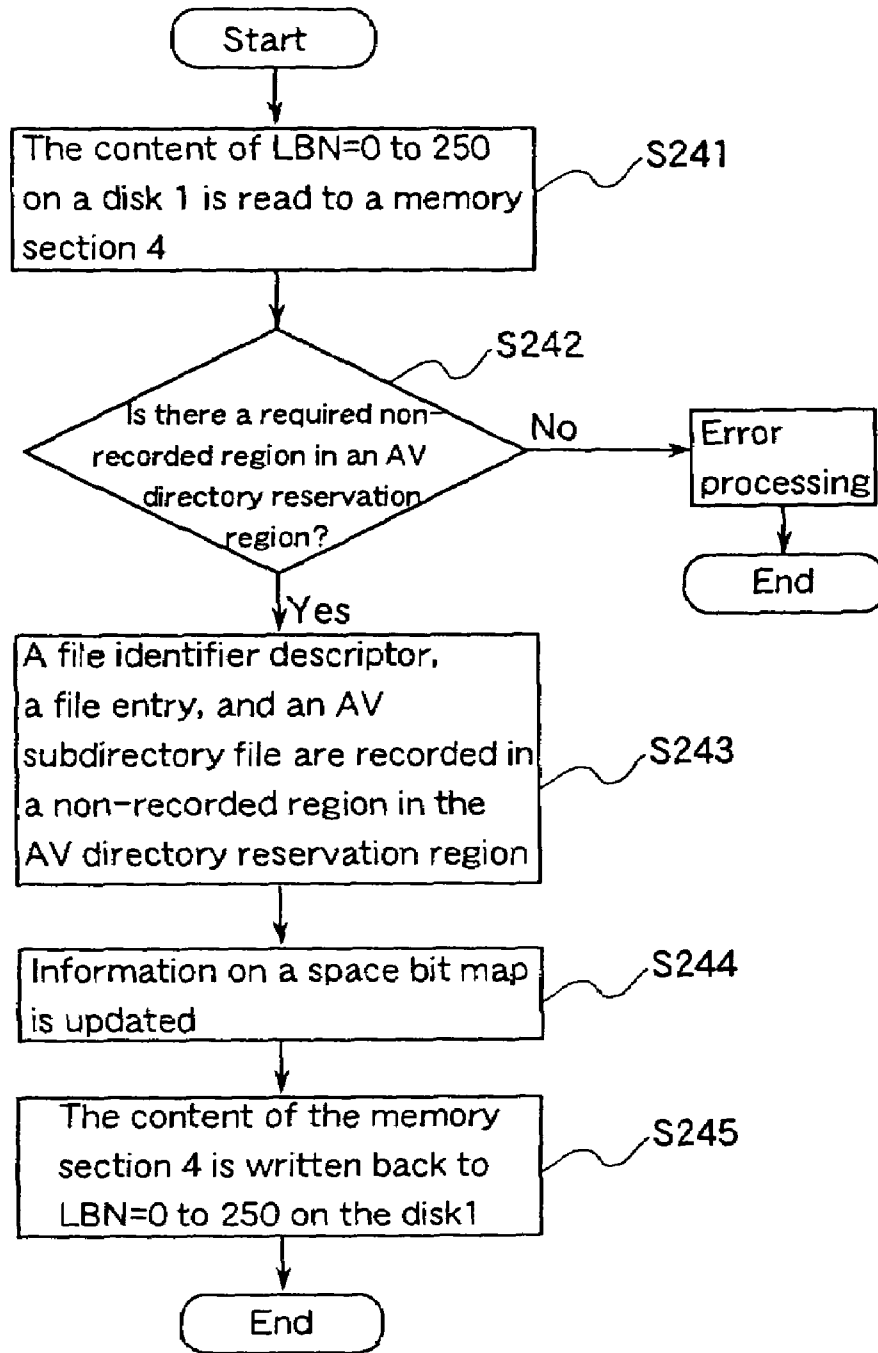 Start
The content of LBN=0 to 250
on a disk 1 is read to a memory
section 4
S241
S242
Is there a required non-
recorded region in an AV
directory reservation
region?
No
Error
processing
End
Yes
A file identifier descriptor,
a file entry, and an AV
subdirectory file are recorded in
a non-recorded region in the
AV directory reservation region
S243
Information on a space bit map
is updated
S244
The content of the memory
section 4 is written back to
LBN=0 to 250 on the disk1
S245
End